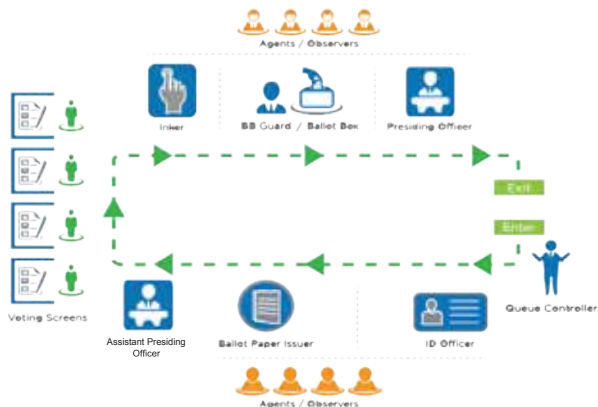 Agents / Observers
Inker
BB Guard / Ballot Box
Presiding Officer
Exit
Enter
Queue Controller
Voting Screens
Assistant Presiding
Officer
Ballot Paper Issuer
ID Officer
Agents / Observers